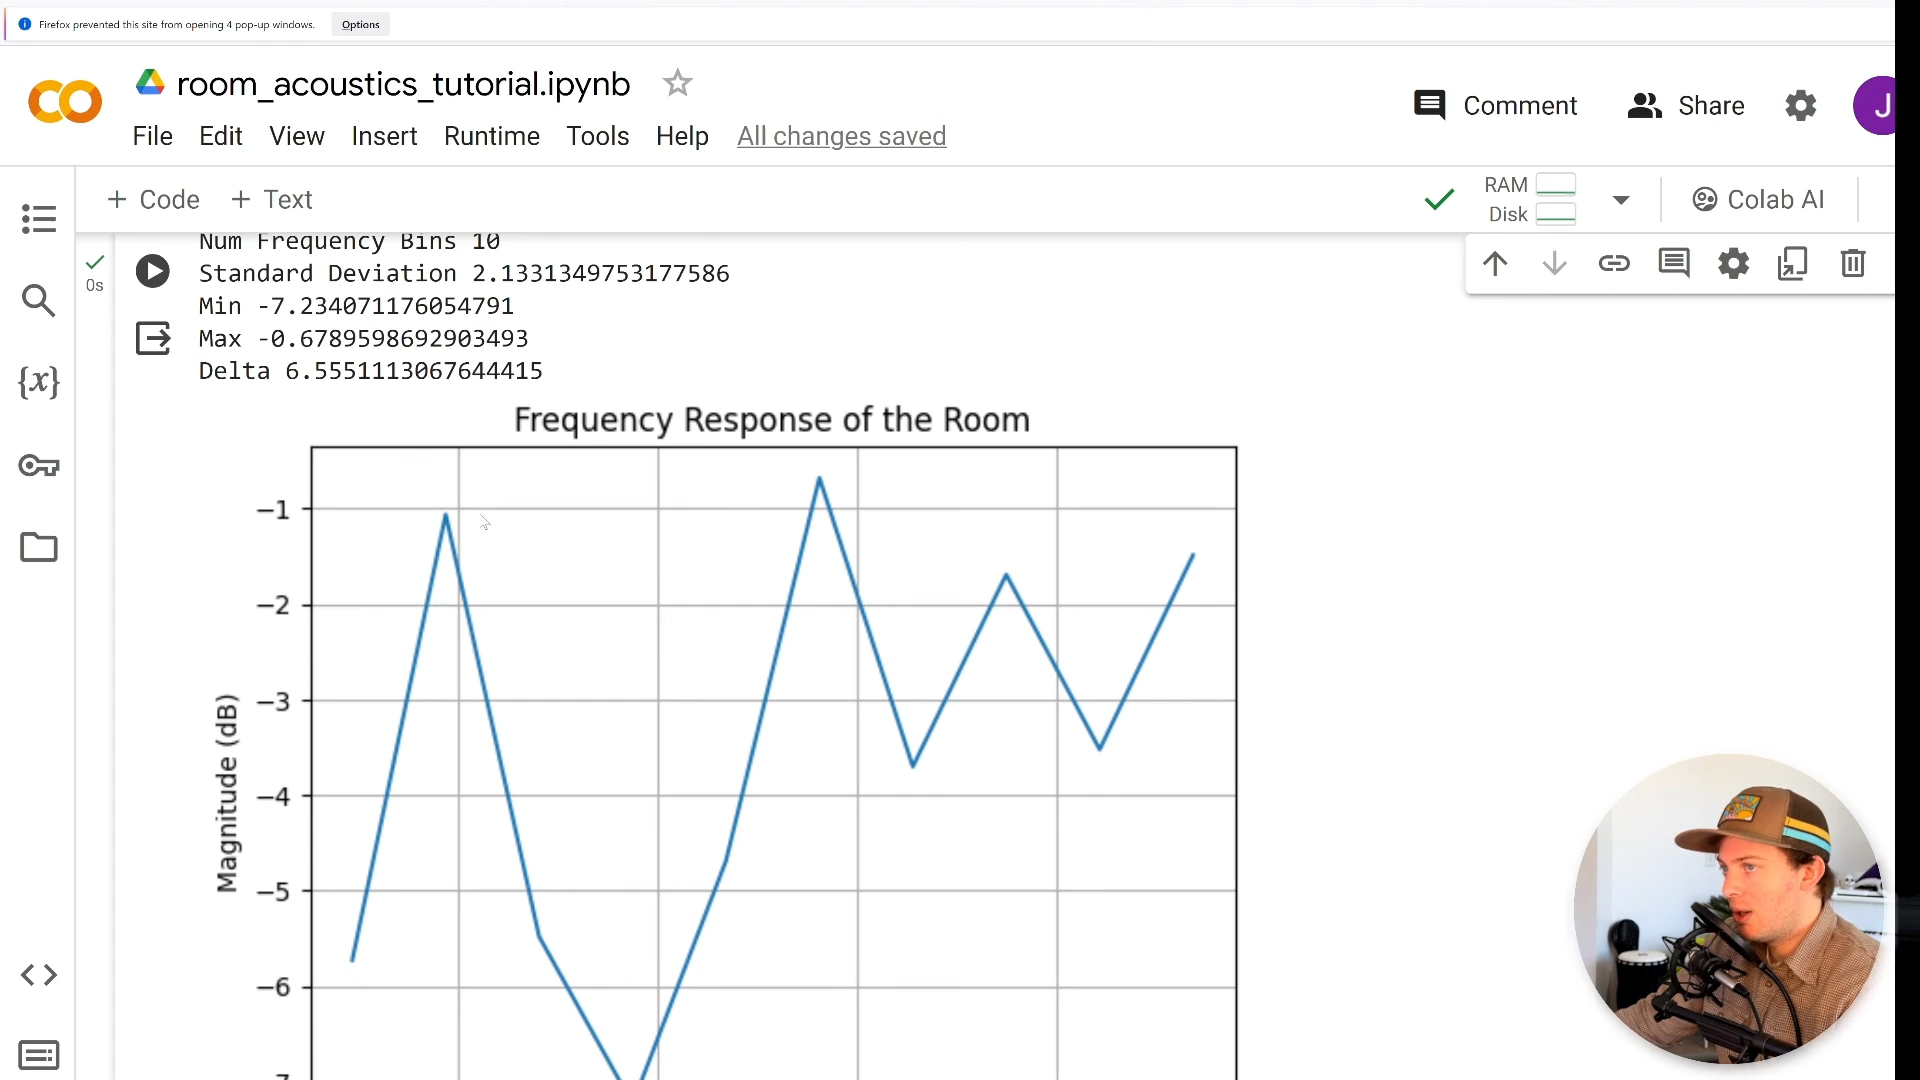 Firefox prevented this site from opening 4 pop-up windows. Options
room_acoustics_tutorial.ipynb
Comment Share J
File Edit View Insert Runtime Tools Help All changes saved
+ Code + Text
RAM
Disk
Colab AI
Num Frequency Bins 10
0s
Standard Deviation 2.1331349753177586
Min -7.234071176054791
Max -0.6789598692903493
Delta 6.5551113067644415
{x}
Frequency Response of the Room
−1
−2
−3
−4
−5
−6
−7
Magnitude (dB)